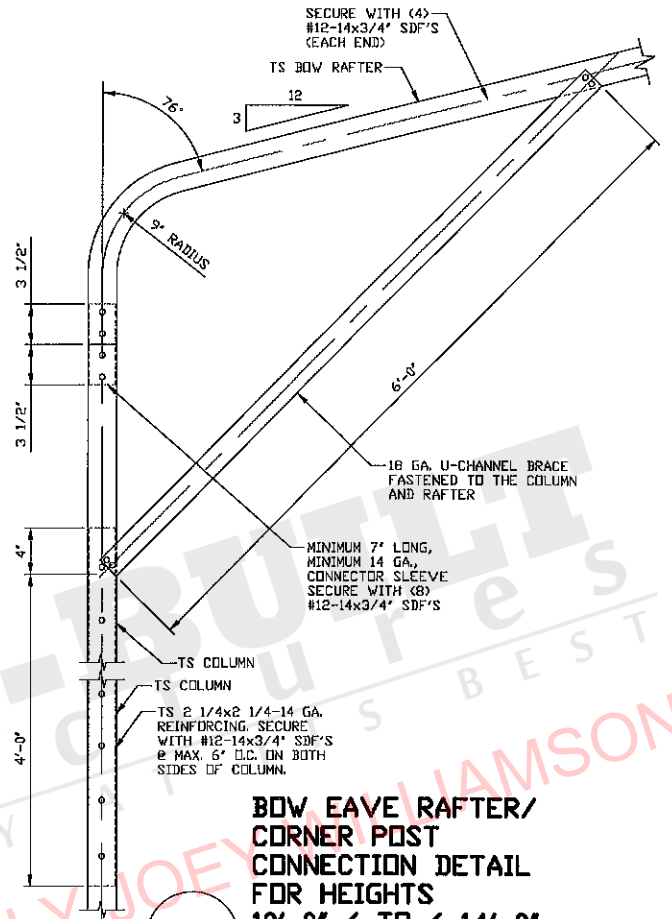 SECURE WITH (4)
#12-14x3/4" SDF'S
(EACH END)
TS BOW RAFTER
76°
12
3
9" RADIUS
3 1/2"
3 1/2"
6'-0"
18 GA. U-CHANNEL BRACE
FASTENED TO THE COLUMN
AND RAFTER
4"
MINIMUM 7" LONG,
MINIMUM 14 GA.,
CONNECTOR SLEEVE
SECURE WITH (8)
#12-14x3/4" SDF'S
TS COLUMN
TS COLUMN
TS 2 1/4x2 1/4-14 GA.
REINFORCING. SECURE
WITH #12-14x3/4" SDF'S
@ MAX. 6" O.C. ON BOTH
SIDES OF COLUMN.
4'-0"
-BUILT
BEST
JOEY WILLIAMSON
BOW EAVE RAFTER/
CORNER POST
CONNECTION DETAIL
FOR HEIGHTS